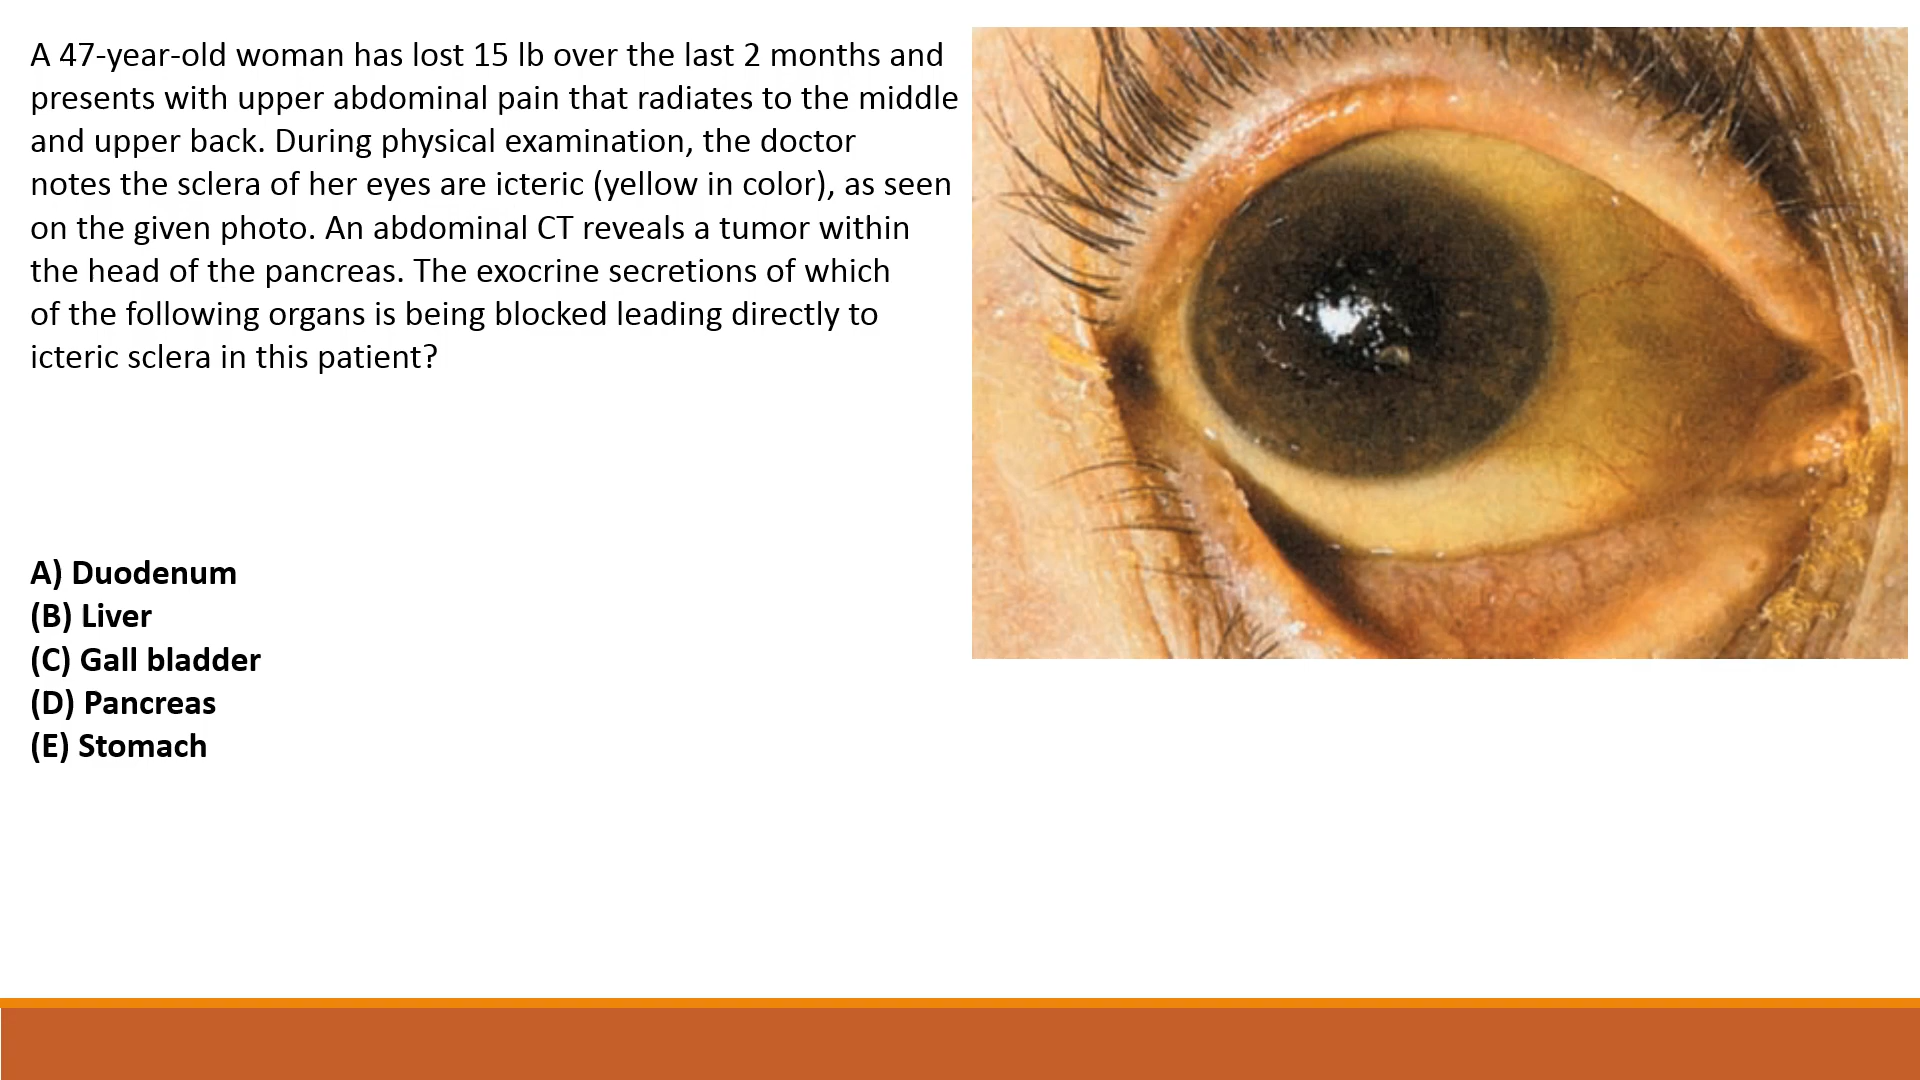 A 47-year-old woman has lost 15 lb over the last 2 months and
presents with upper abdominal pain that radiates to the middle
and upper back. During physical examination, the doctor
notes the sclera of her eyes are icteric (yellow in color), as seen
on the given photo. An abdominal CT reveals a tumor within
the head of the pancreas. The exocrine secretions of which
of the following organs is being blocked leading directly to
icteric sclera in this patient?
A) Duodenum
(B) Liver
(C) Gall bladder
(D) Pancreas
(E) Stomach